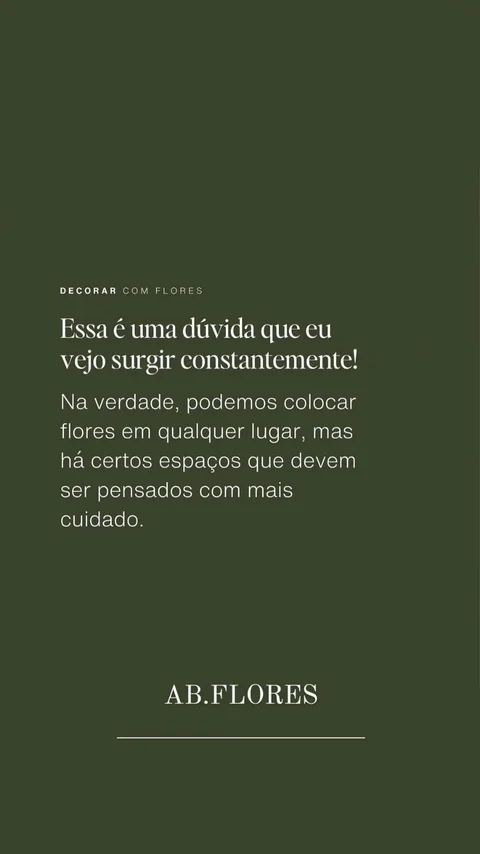 DECORAR COM FLORES
Essa é uma dúvida que eu
vejo surgir constantemente!
Na verdade, podemos colocar
flores em qualquer lugar, mas
há certos espaços que devem
ser pensados com mais
cuidado.
AB.FLORES